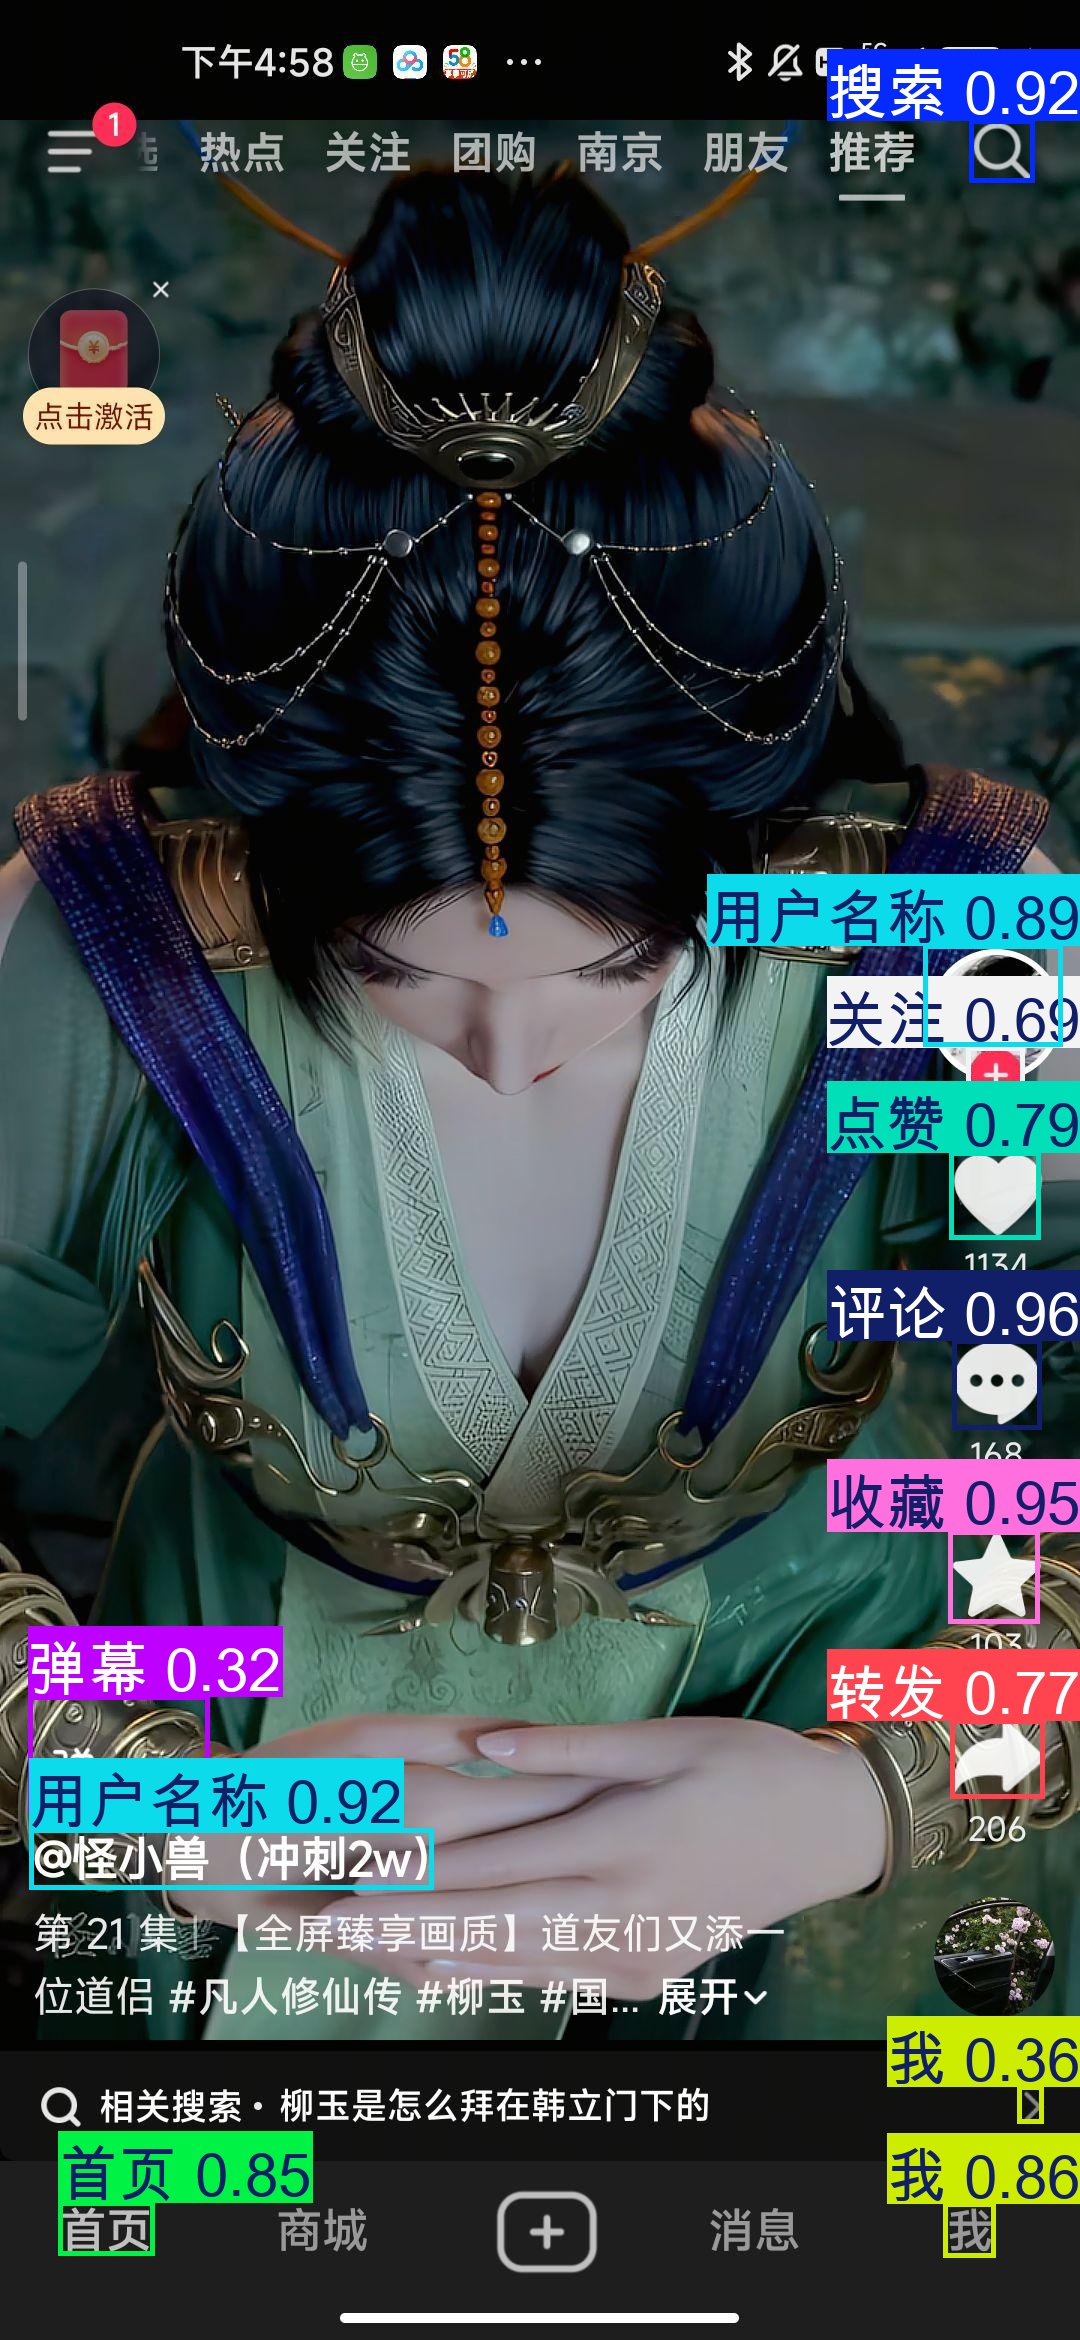 下午4:58
搜索 0.92
1
热点 关注 团购 南京 朋友 推荐
点击激活
用户名称 0.89
关注 0.69
点赞 0.79
1134
评论 0.96
168
收藏 0.95
103
弹幕 0.32
转发 0.77
用户名称 0.92
206
@怪小兽（冲刺2w）
第 21 集 | 【全屏臻享画质】道友们又添一
位道侣 #凡人修仙传 #柳玉 #国... 展开
我 0.36
相关搜索 · 柳玉是怎么拜在韩立门下的
首页 0.85
我 0.86
首页 商城 消息 我